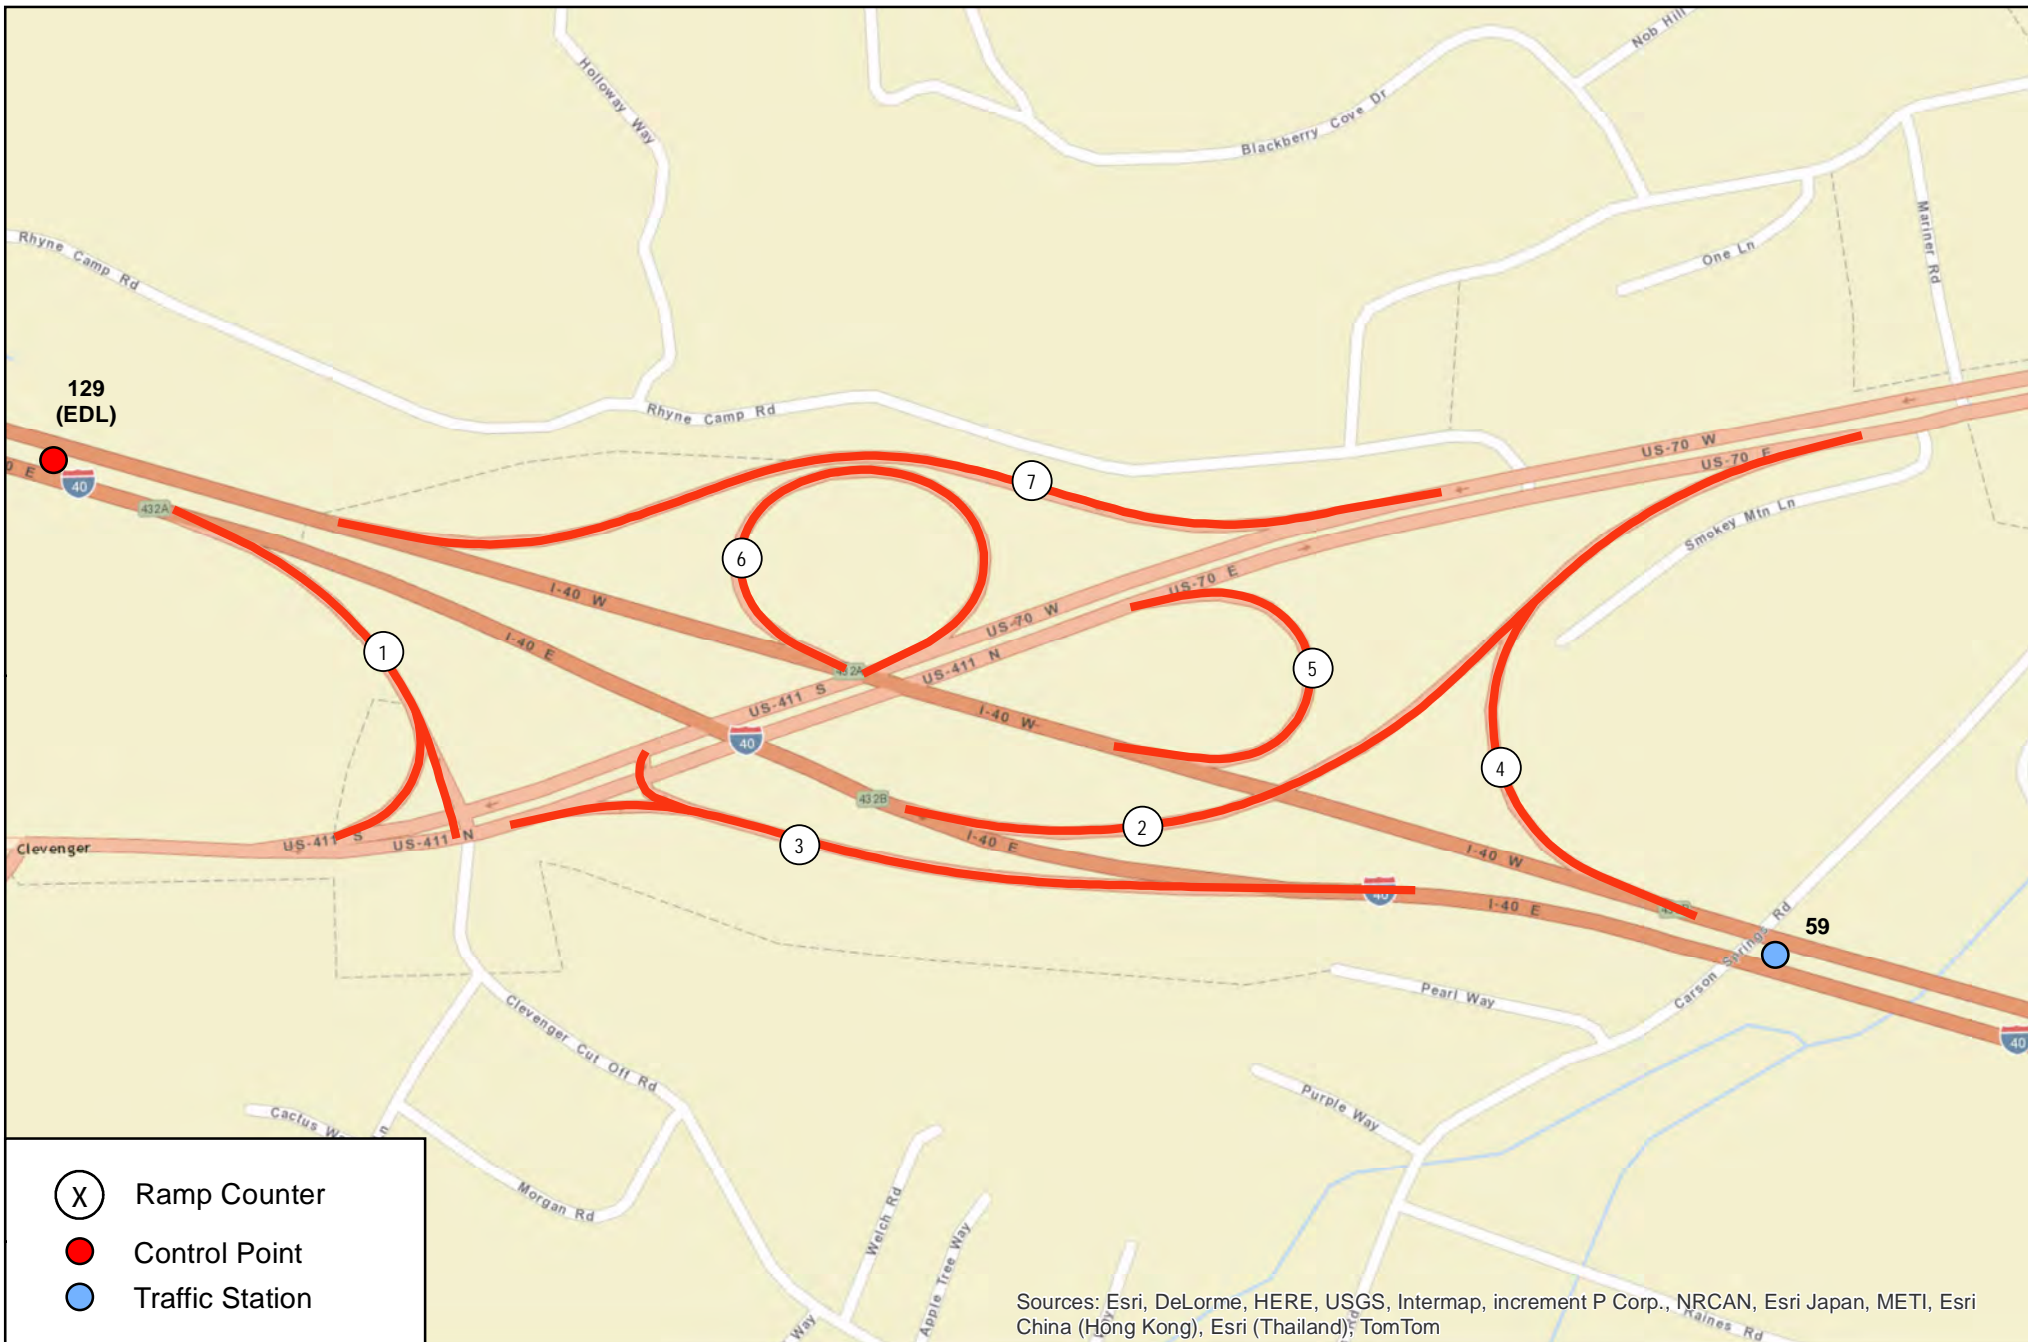 Nob Hill
Holloway Way
Blackberry Cove Dr
Mariner Rd
One Ln
Rhyne Camp Rd
129
(EDL)
Rhyne Camp Rd
US-70 W
US-70 E
0 E
40
432A
7
Smokey Mtn Ln
6
I-40 W
US-70 E
US-70 W
I-40 E
1
US-411 N
5
US-411 S
I-40 W
40
4
432B
2
I-40 E
3
US-411 S
US-411 N
Clevenger
I-40 W
40
I-40 E
59
Carson Springs Rd
Pearl Way
40
Clevenger Cut Off Rd
Purple Way
Cactus
Morgan Rd
Welch Rd
Apple Tree Way
Way
Raines Rd
Rd
X Ramp Counter
Control Point
Traffic Station
Sources: Esri, DeLorme, HERE, USGS, Intermap, increment P Corp., NRCAN, Esri Japan, METI, Esri
China (Hong Kong), Esri (Thailand), TomTom